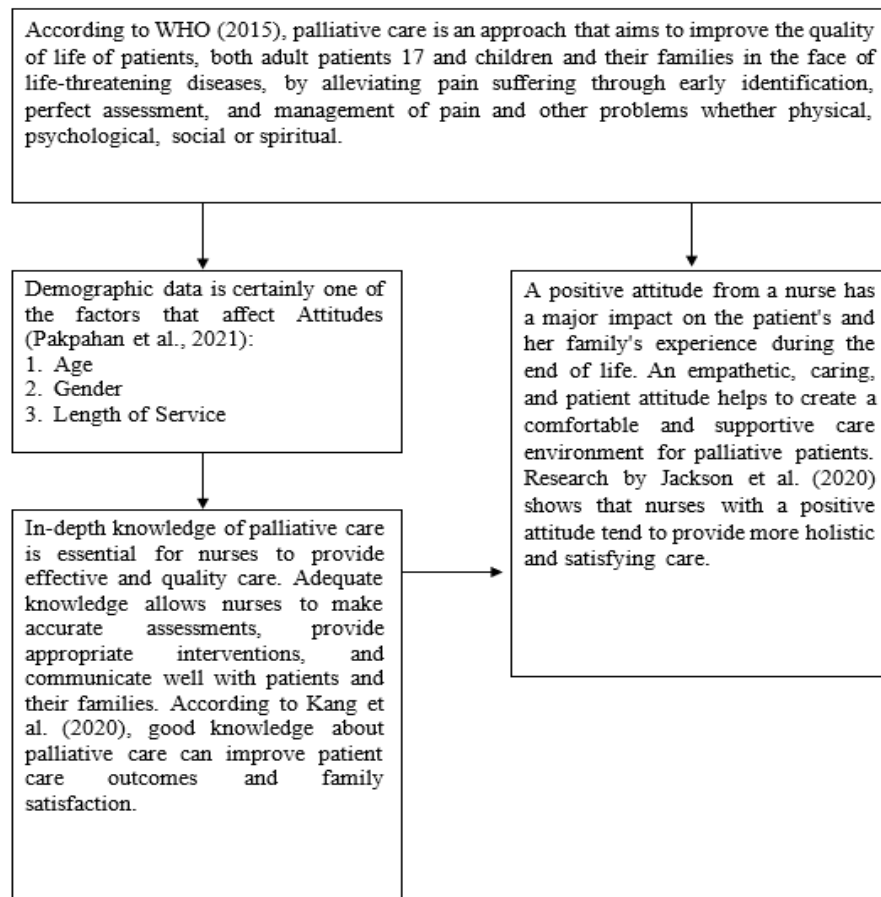 According to WHO (2015), palliative care is an approach that aims to improve the quality
of life of patients, both adult patients 17 and children and their families in the face of
life-threatening diseases, by alleviating pain suffering through early identification,
perfect assessment, and management of pain and other problems whether physical,
psychological, social or spiritual.
Demographic data is certainly one of
the factors that affect Attitudes
(Pakpahan et al., 2021):
1. Age
2. Gender
3. Length of Service
In-depth knowledge of palliative care
is essential for nurses to provide
effective and quality care. Adequate
knowledge allows nurses to make
accurate assessments, provide
appropriate interventions, and
communicate well with patients and
their families. According to Kang et
al. (2020), good knowledge about
palliative care can improve patient
care outcomes and family
satisfaction.
A positive attitude from a nurse has
a major impact on the patient's and
her family's experience during the
end of life. An empathetic, caring,
and patient attitude helps to create a
comfortable and supportive care
environment for palliative patients.
Research by Jackson et al. (2020)
shows that nurses with a positive
attitude tend to provide more holistic
and satisfying care.